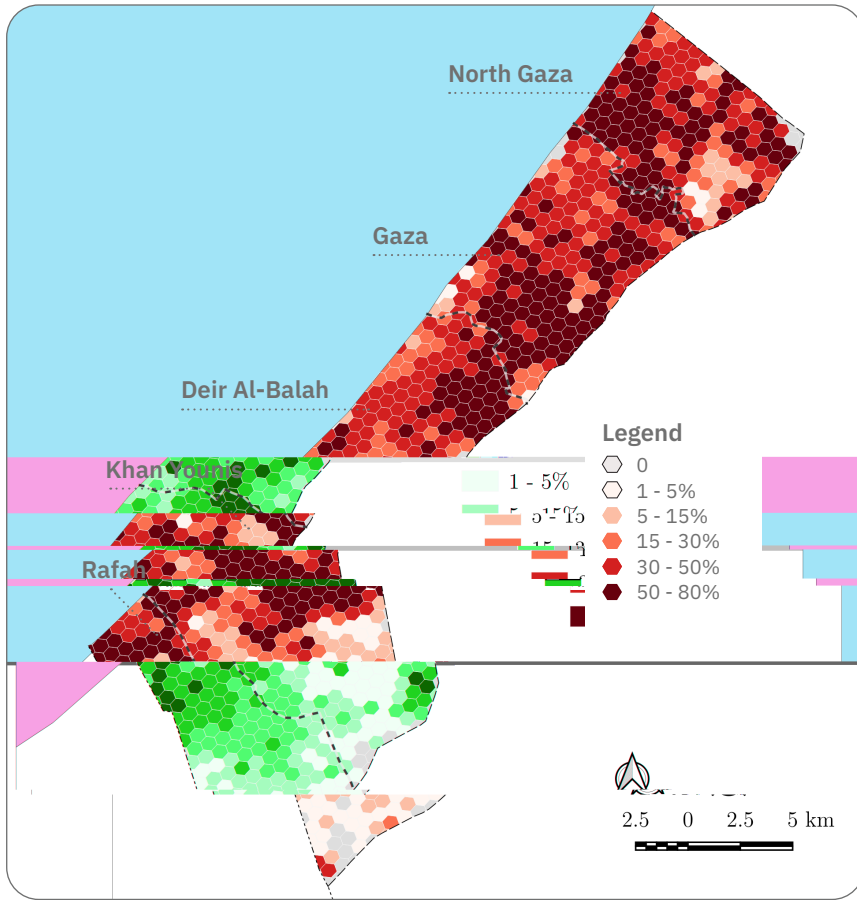 North Gaza
Gaza
Deir Al-Balah
Khan Younis
Rafah
1 - 5%
Legend
0
1 - 5%
5 - 15%
15 - 30%
30 - 50%
50 - 80%
2.5 0 2.5 5 km